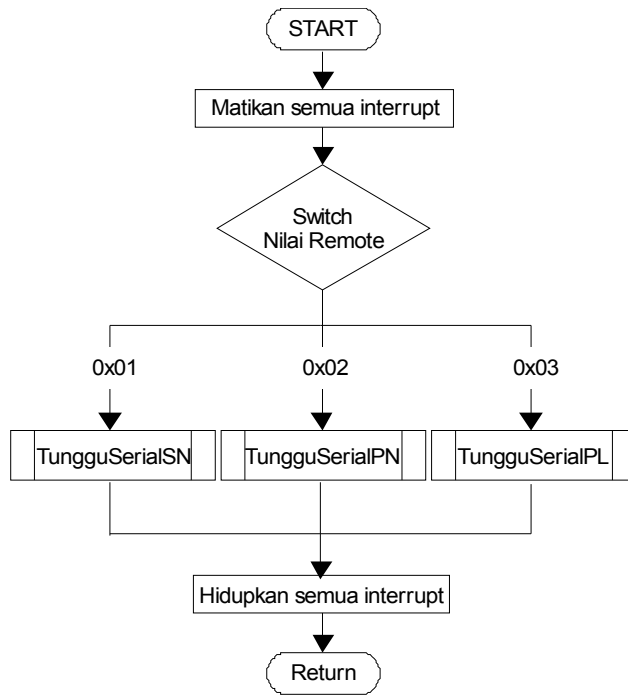 START
Matikan semua interrupt
Switch
Nilai Remote
0x01
0x02
0x03
TungguSerialSN
TungguSerialPN
TungguSerialPL
Hidupkan semua interrupt
Return